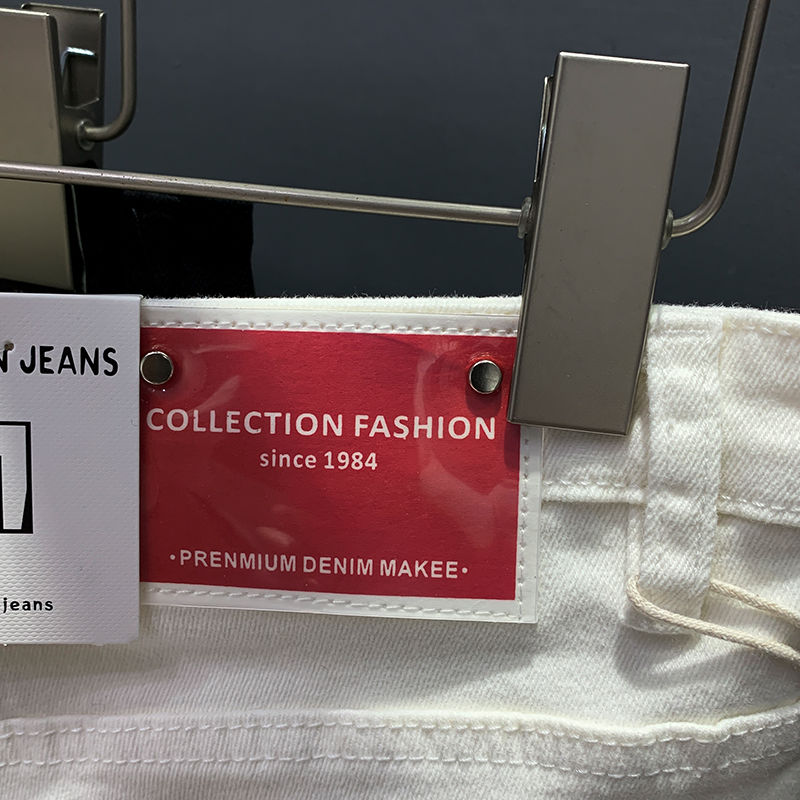 N JEANS
COLLECTION FASHION
since 1984
·PRENMIUM DENIM MAKEE·
jeans